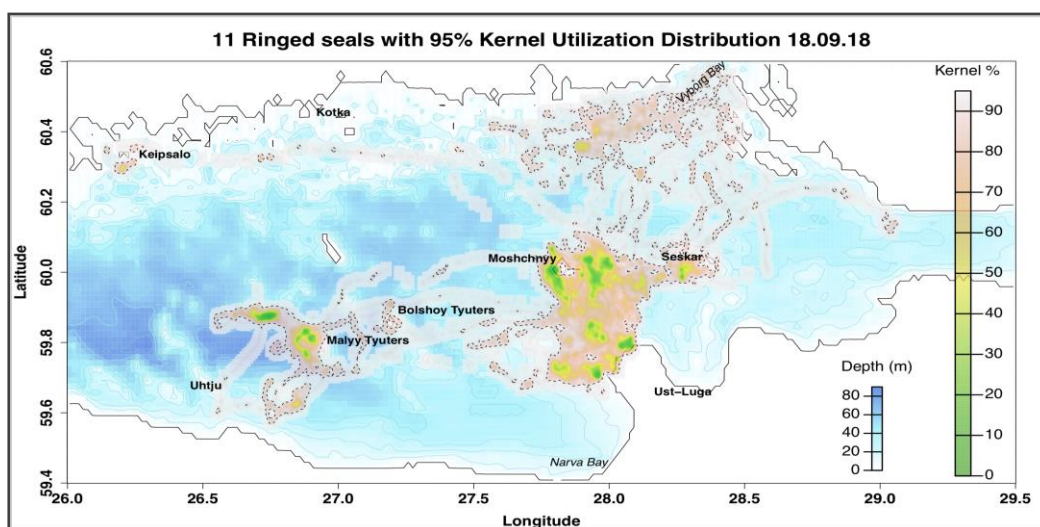 11 Ringed seals with 95% Kernel Utilization Distribution 18.09.18
Kernel %
90
80
70
60
50
40
30
20
10
0
Depth (m)
80
60
40
20
0
Latitude
60.6
60.4
60.2
60.0
59.8
59.6
59.4
Vyborg Bay
Kotka
Keipsalo
Moshchnyy
Seskar
Bolshoy Tyuters
Malyy Tyuters
Uhtju
Ust–Luga
Narva Bay
26.0 26.5 27.0 27.5 28.0 28.5 29.0 29.5
Longitude